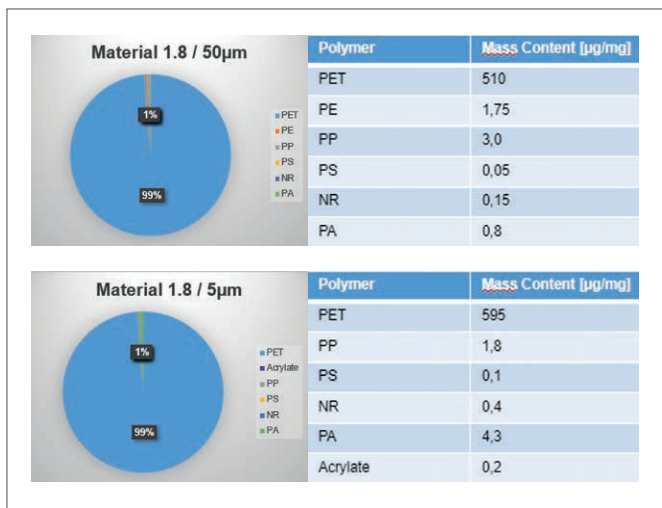 Material 1.8 / 50µm
1%
99%
PET
PE
PP
PS
NR
PA
Polymer Mass Content [µg/mg]
PET 510
PE 1,75
PP 3,0
PS 0,05
NR 0,15
PA 0,8
Material 1.8 / 5µm
1%
99%
PET
Acrylate
PP
PS
NR
PA
Polymer Mass Content [µg/mg]
PET 595
PP 1,8
PS 0,1
NR 0,4
PA 4,3
Acrylate 0,2